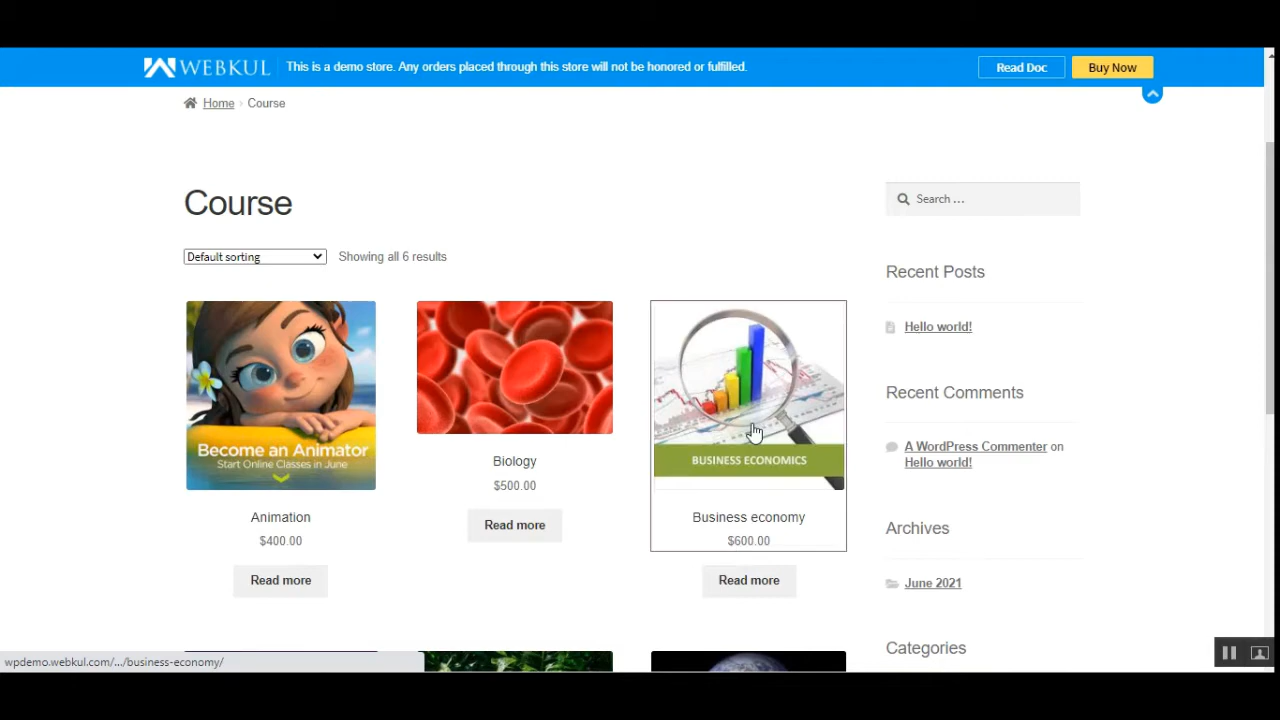 WEBKUL
This is a demo store. Any orders placed through this store will not be honored or fulfilled.
Read Doc
Buy Now
Home › Course
Course
Default sorting
Showing all 6 results
Become an Animator
Start Online Classes in June
Animation
$400.00
Read more
Biology
$500.00
Read more
BUSINESS ECONOMICS
Business economy
$600.00
Read more
Search …
Recent Posts
Hello world!
Recent Comments
A WordPress Commenter on
Hello world!
Archives
June 2021
Categories
wpdemo.webkul.com/.../business-economy/